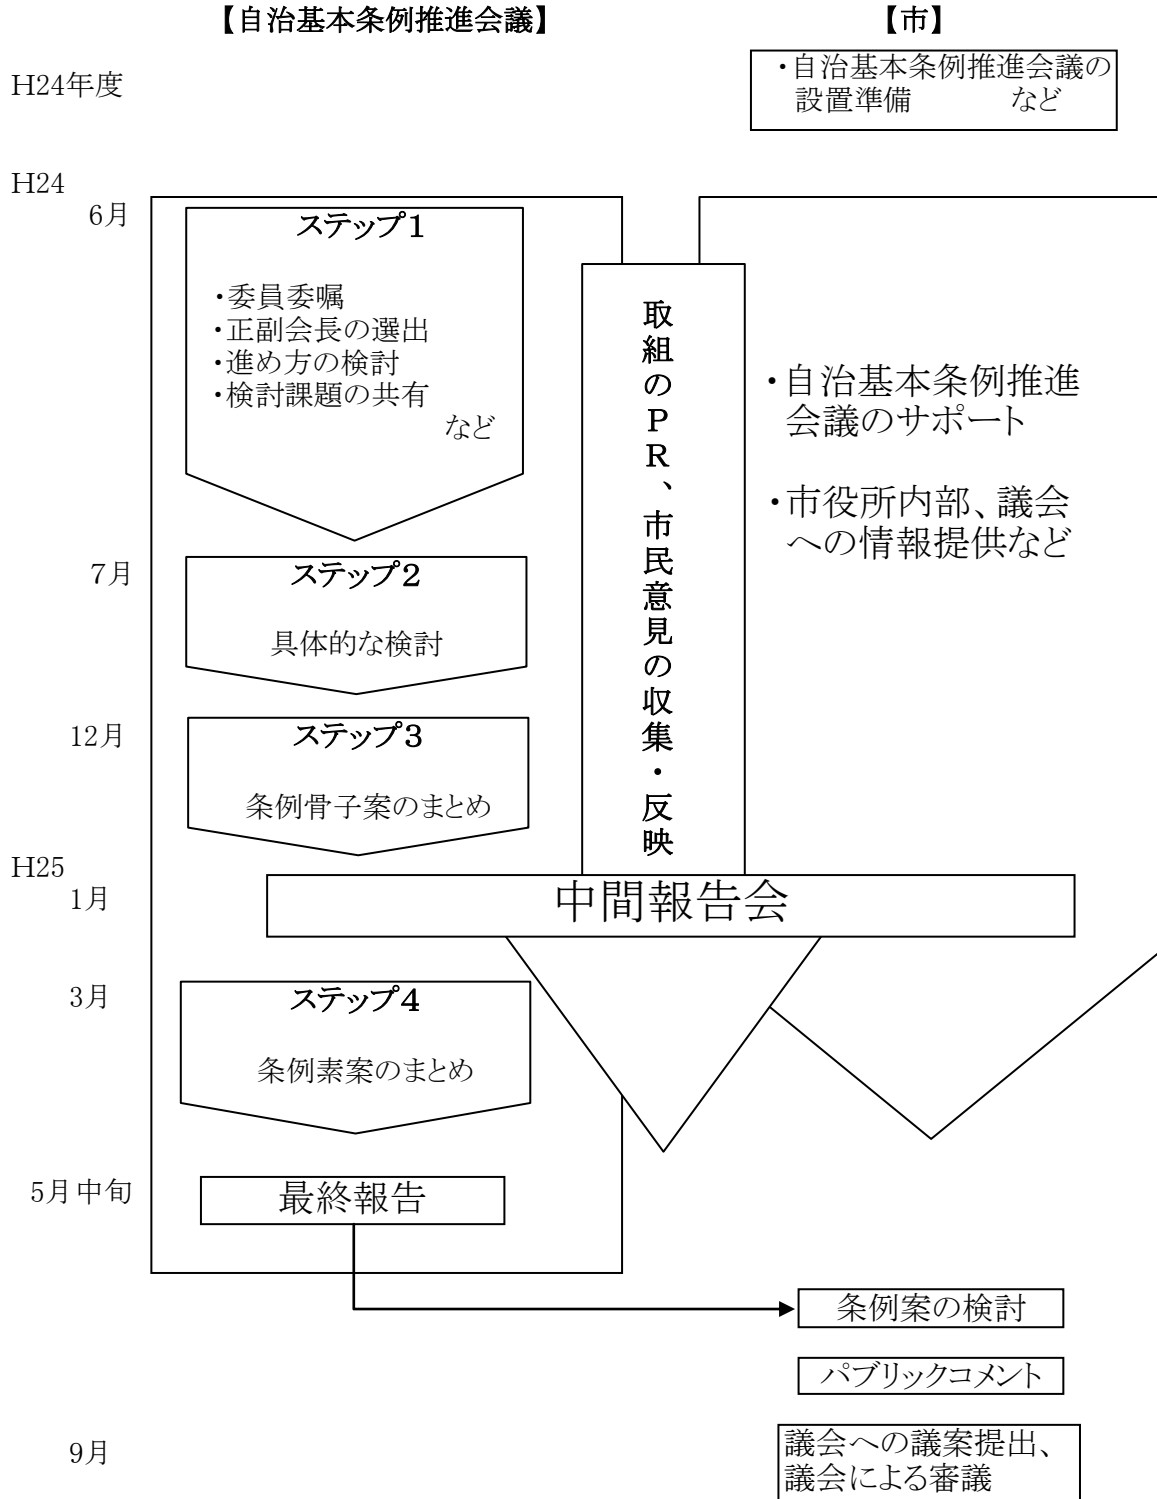 【自治基本条例推進会議】
【市】
H24年度
・自治基本条例推進会議の
設置準備 など
H24
6月
ステップ１
・委員委嘱
・正副会長の選出
・進め方の検討
・検討課題の共有
など
取組のＰＲ、市民意見の収集・反映
・自治基本条例推進
会議のサポート
・市役所内部、議会
への情報提供など
7月
ステップ２
具体的な検討
12月
ステップ３
条例骨子案のまとめ
H25
1月
中間報告会
3月
ステップ４
条例素案のまとめ
5月中旬
最終報告
条例案の検討
パブリックコメント
9月
議会への議案提出、
議会による審議